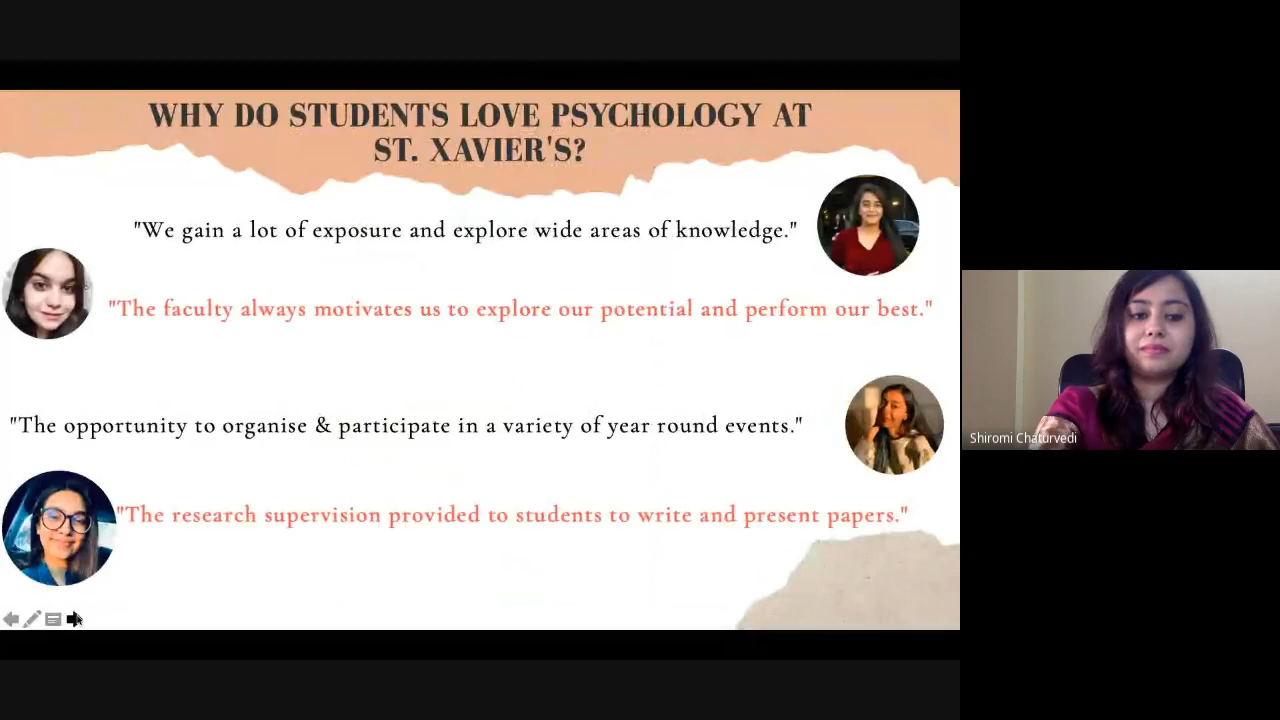 WHY DO STUDENTS LOVE PSYCHOLOGY AT
ST. XAVIER'S?
"We gain a lot of exposure and explore wide areas of knowledge."
"The faculty always motivates us to explore our potential and perform our best."
"The opportunity to organise & participate in a variety of year round events."
"The research supervision provided to students to write and present papers."
Shiromi Chaturvedi